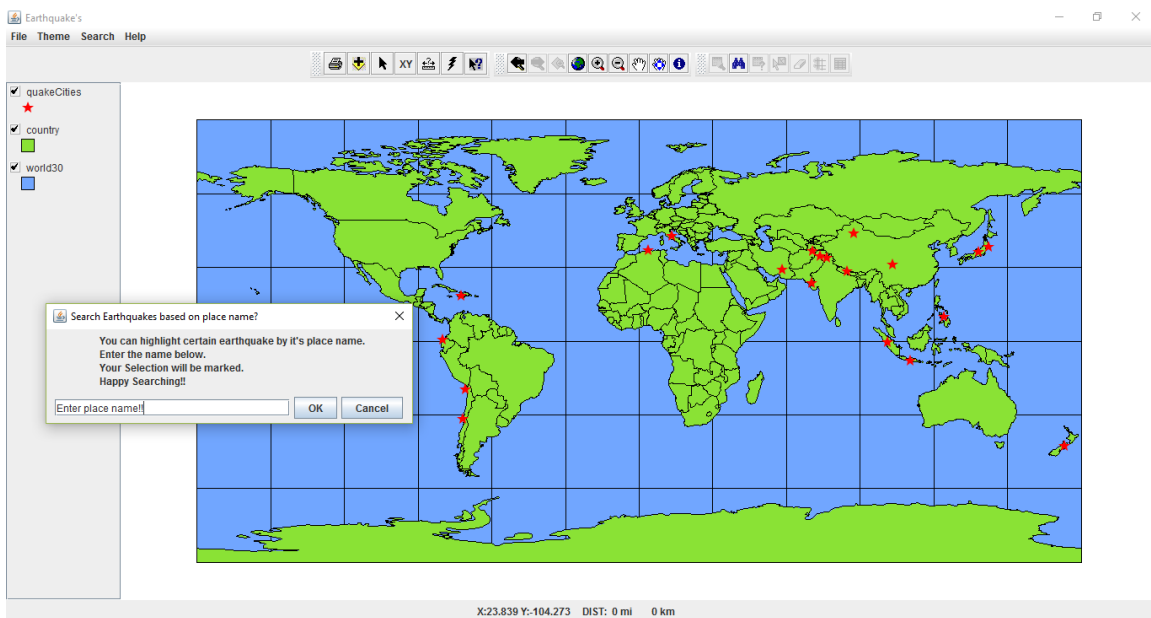 Earthquake's
File Theme Search Help
XY
quakeCities
country
world30
Search Earthquakes based on place name?
You can highlight certain earthquake by it's place name.
Enter the name below.
Your Selection will be marked.
Happy Searching!!
Enter place name!! OK Cancel
X:23.839 Y:-104.273 DIST: 0 mi 0 km